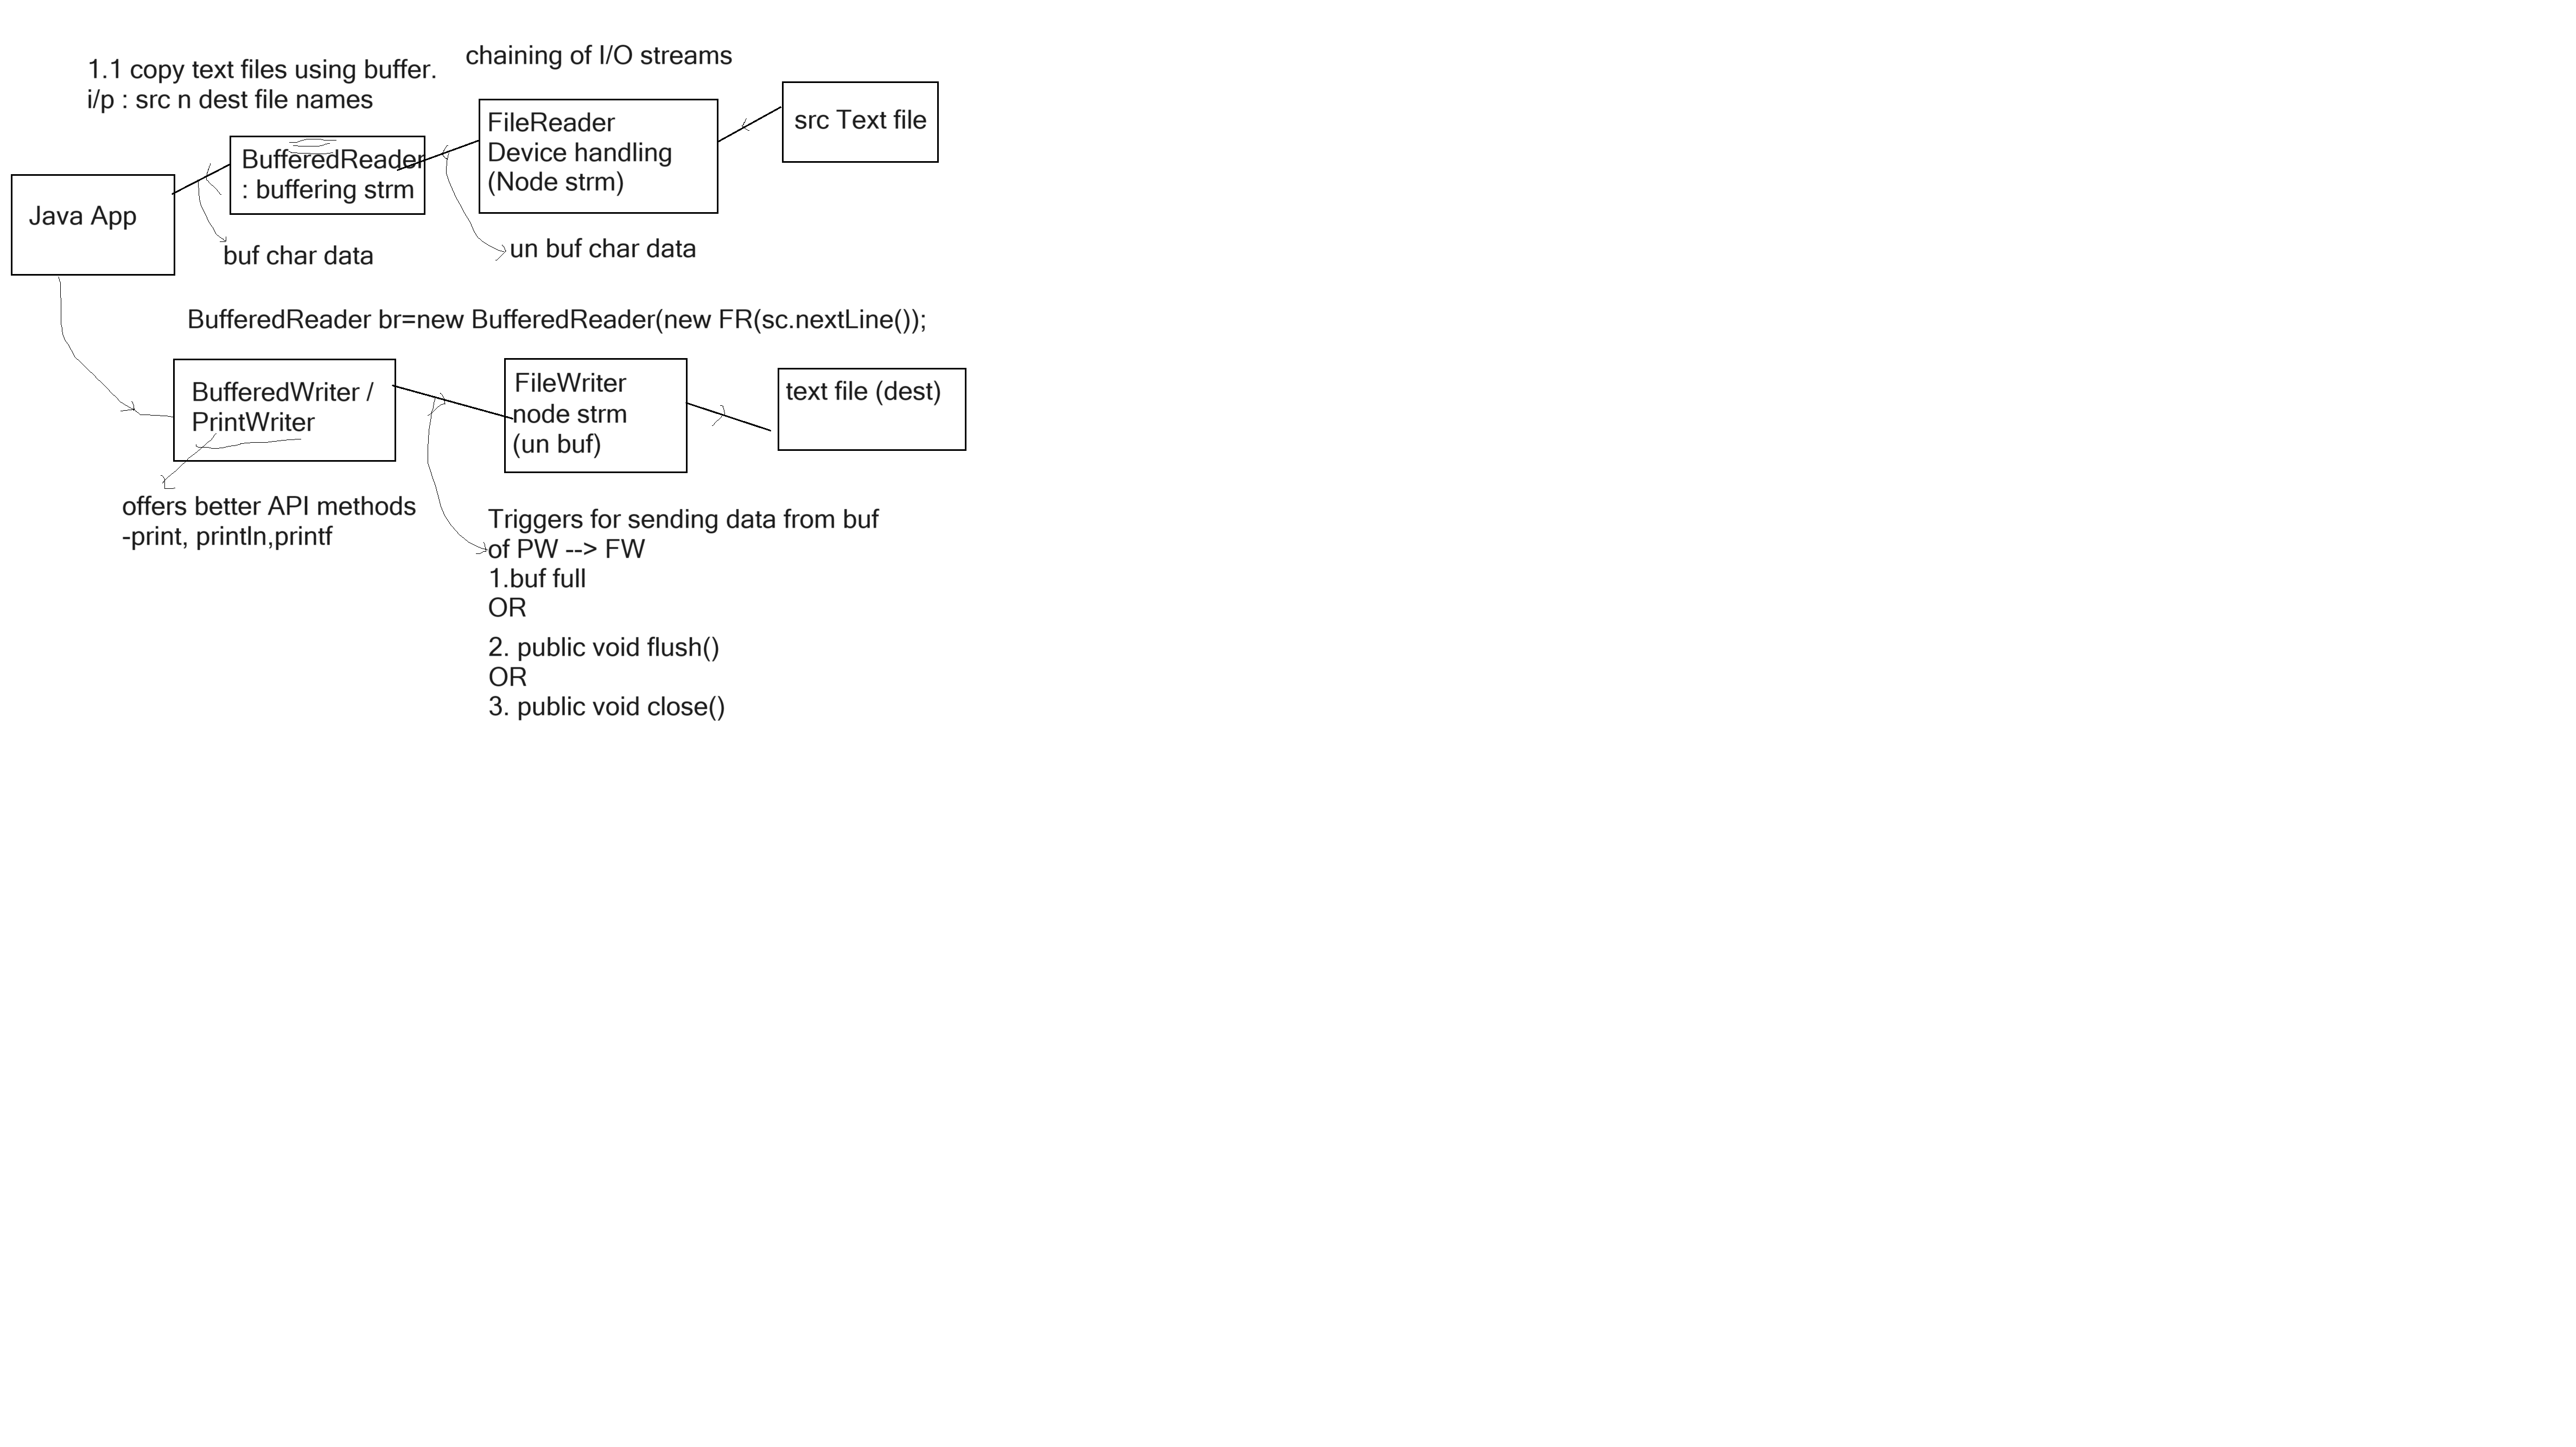 chaining of I/O streams
1.1 copy text files using buffer.
i/p : src n dest file names
src Text file
FileReader
Device handling
(Node strm)
BufferedReader
: buffering strm
Java App
buf char data
un buf char data
BufferedReader br=new BufferedReader(new FR(sc.nextLine());
BufferedWriter /
PrintWriter
FileWriter
node strm
(un buf)
text file (dest)
offers better API methods
-print, println,printf
Triggers for sending data from buf
of PW --> FW
1.buf full
OR
2. public void flush()
OR
3. public void close()